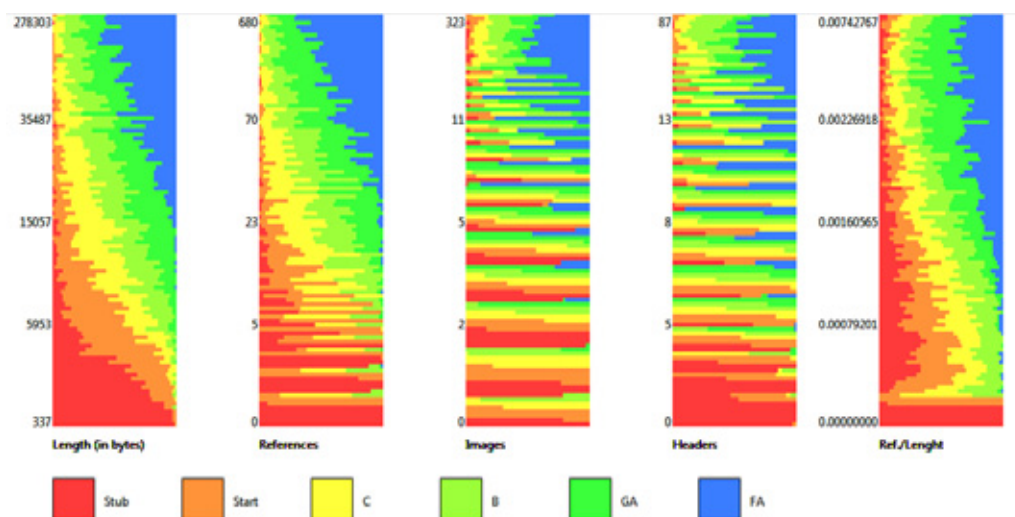 278303 680 323 87 0.00742767
35487 70 11 13 0.00226918
15057 23 5 8 0.00160565
5953 5 2 5 0.00079201
337 0 0 0 0.00000000
Length (in bytes) References Images Headers Ref./Lenght
Stub Start C B GA FA